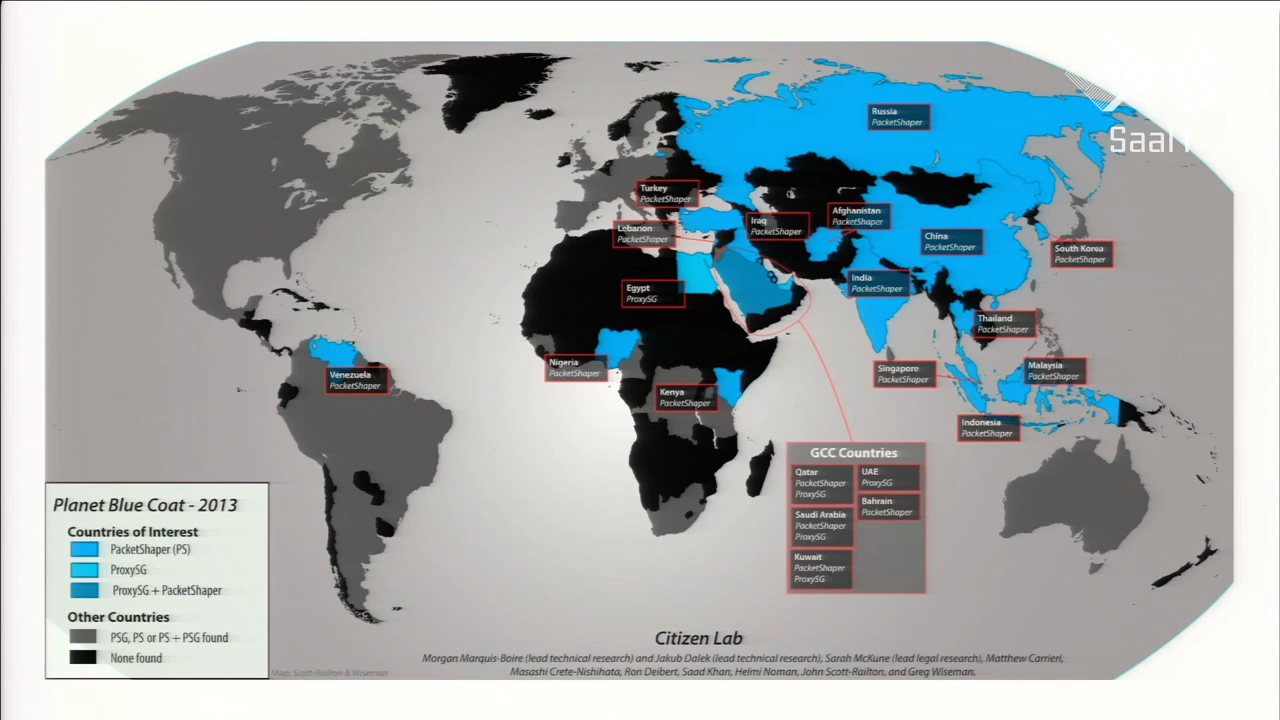 Saarl
Russia
PacketShaper
Turkey
PacketShaper
Lebanon
PacketShaper
Iraq
PacketShaper
Afghanistan
PacketShaper
China
PacketShaper
South Korea
PacketShaper
Egypt
ProxySG
India
PacketShaper
Thailand
PacketShaper
Nigeria
PacketShaper
Venezuela
PacketShaper
Kenya
PacketShaper
Singapore
PacketShaper
Malaysia
PacketShaper
Indonesia
PacketShaper
GCC Countries
Qatar
PacketShaper
ProxySG
UAE
ProxySG
Bahrain
PacketShaper
Saudi Arabia
PacketShaper
ProxySG
Kuwait
PacketShaper
ProxySG
Planet Blue Coat - 2013
Countries of Interest
PacketShaper (PS)
ProxySG
ProxySG + PacketShaper
Other Countries
PSG, PS or PS + PSG found
None found
Map: Scott-Railton & Wiseman
Citizen Lab
Morgan Marquis-Boire (lead technical research) and Jakub Dalek (lead technical research), Sarah McKune (lead legal research), Matthew Carrieri,
Masashi Crete-Nishihata, Ron Deibert, Saad Khan, Helmi Noman, John Scott-Railton, and Greg Wiseman.